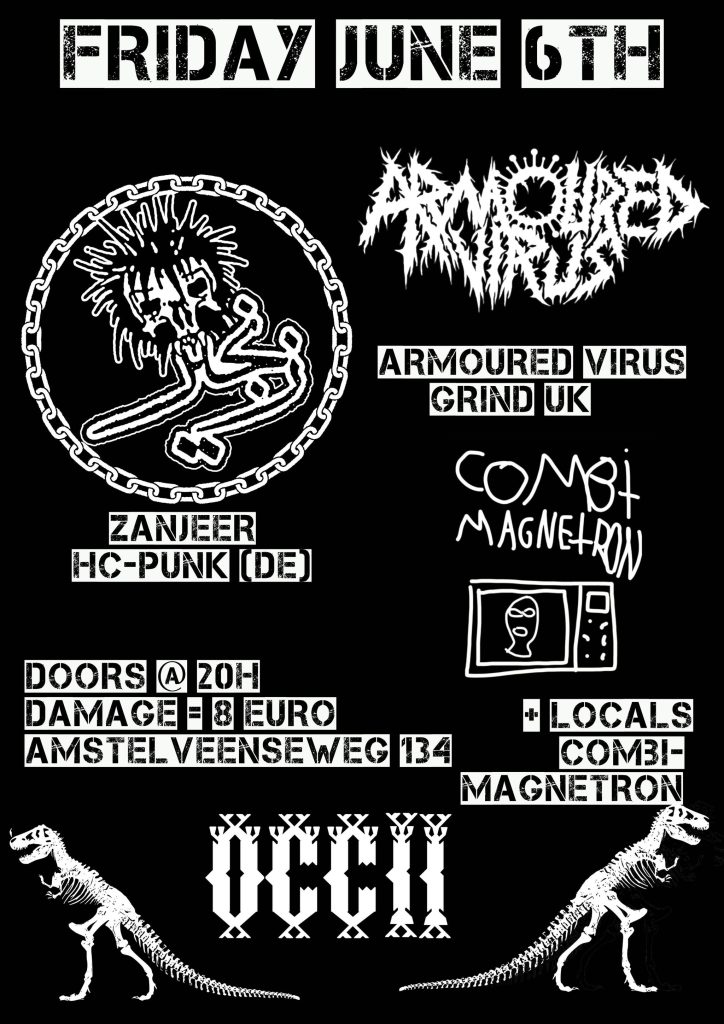 FRIDAY JUNE 6TH
زنجیر
ZANJEER
HC-PUNK (DE)
ARMOURED
VIRUS
ARMOURED VIRUS
GRIND UK
COMBi
MAGNETRON
DOORS @ 20H
DAMAGE = 8 EURO
AMSTELVEENSEWEG 134
+ LOCALS
COMBI-
MAGNETRON
OCCII